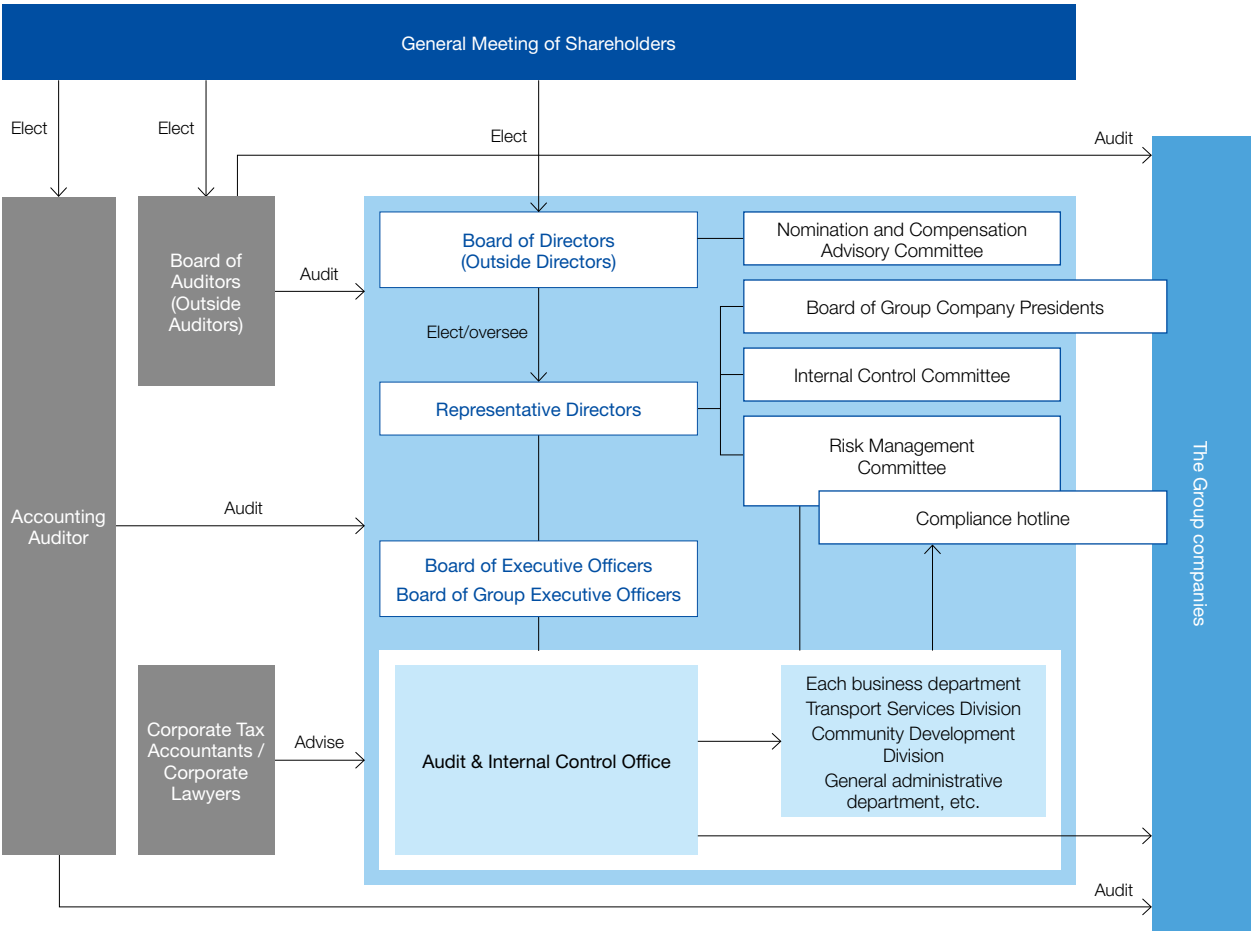 General Meeting of Shareholders
Elect
Elect
Elect
Audit
Board of
Auditors
(Outside
Auditors)
Audit
Board of Directors
(Outside Directors)
Nomination and Compensation
Advisory Committee
Elect/oversee
Board of Group Company Presidents
Representative Directors
Internal Control Committee
Risk Management
Committee
Compliance hotline
The Group companies
Accounting
Auditor
Audit
Board of Executive Officers
Board of Group Executive Officers
Corporate Tax
Accountants /
Corporate
Lawyers
Advise
Audit & Internal Control Office
Each business department
Transport Services Division
Community Development
Division
General administrative
department, etc.
Audit